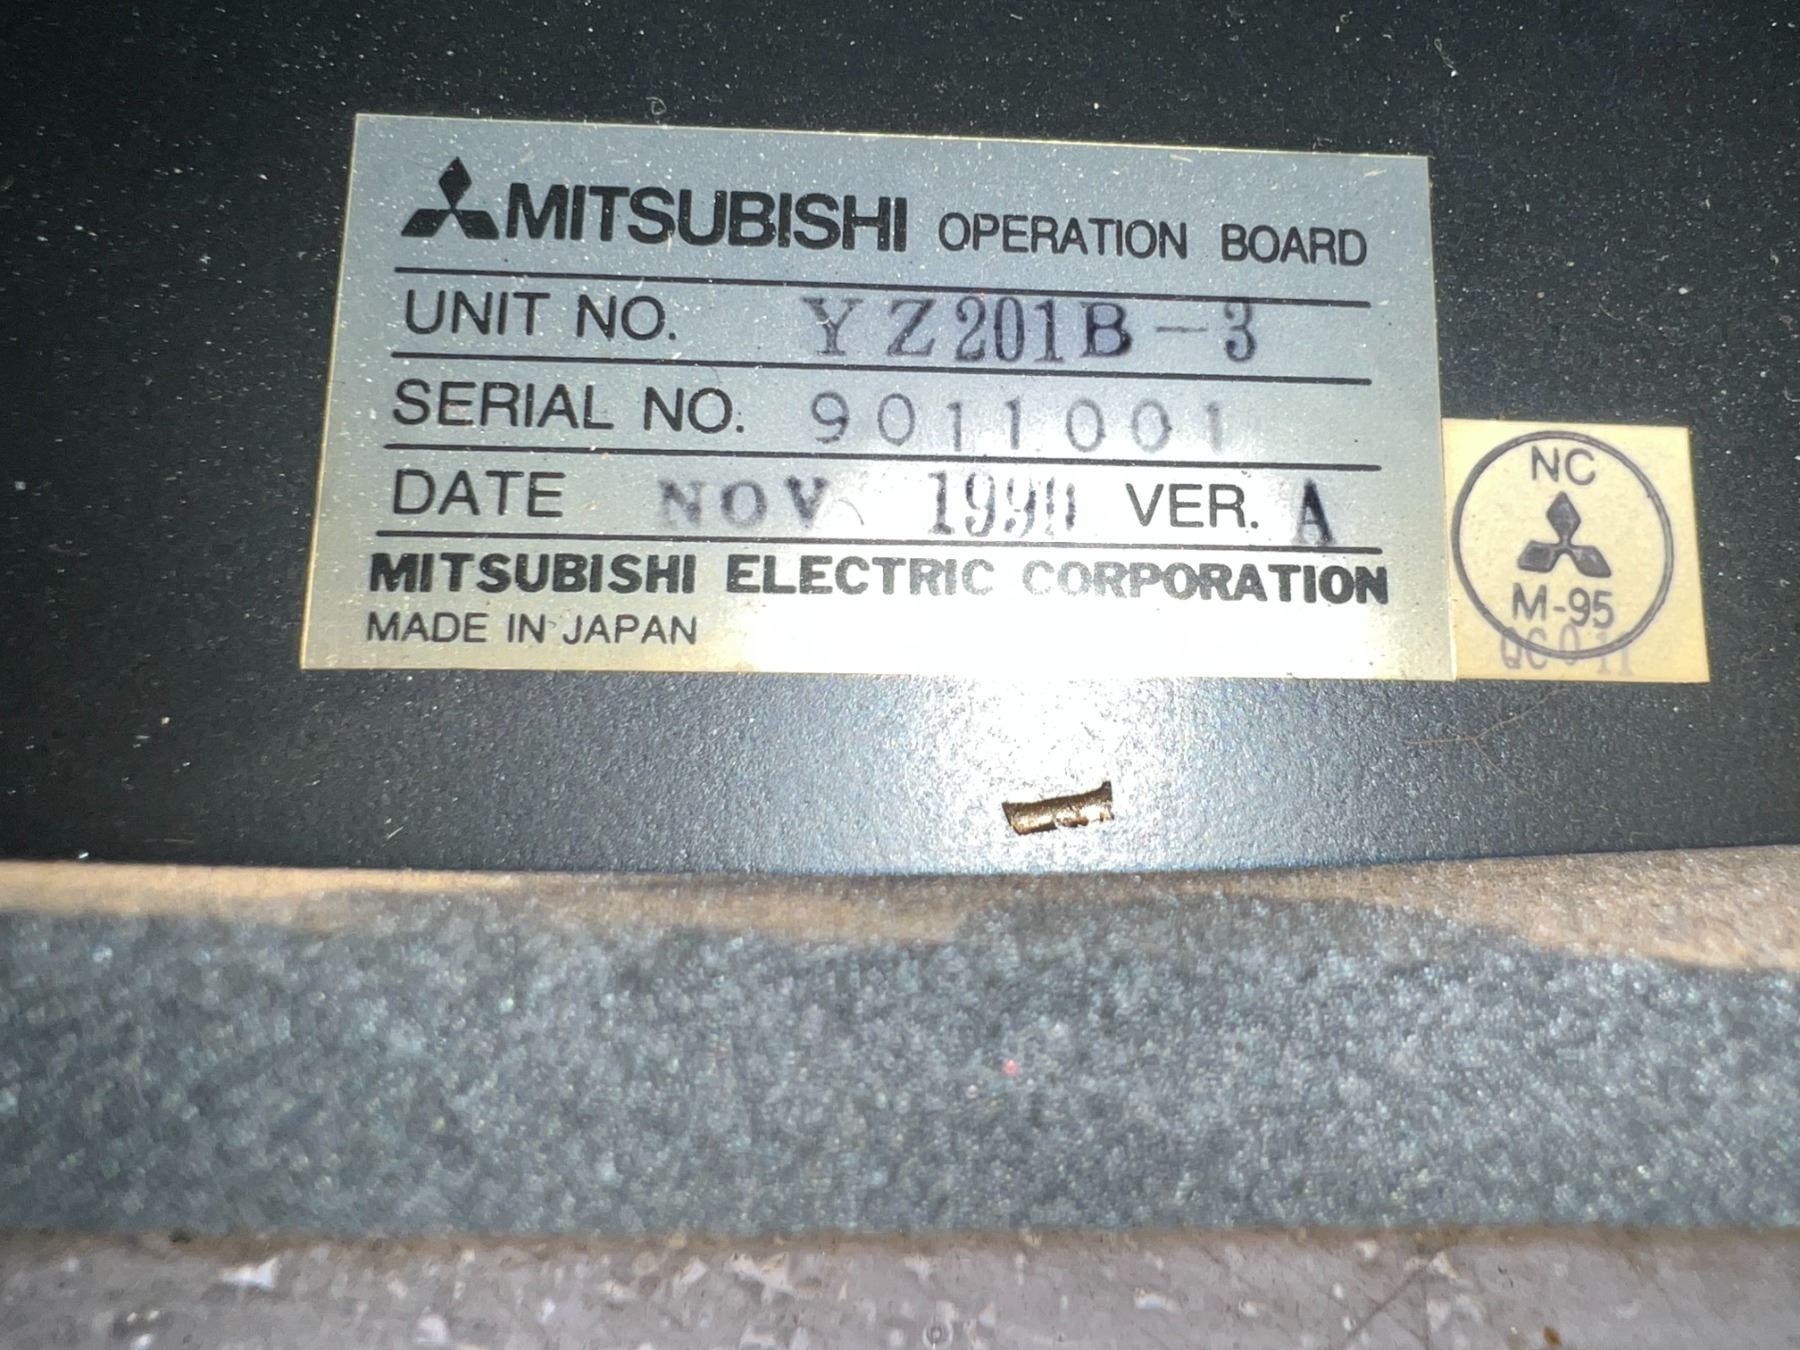 MITSUBISHI OPERATION BOARD
UNIT NO. YZ201B-3
SERIAL NO. 9011001
DATE NOV 1990 VER. A
MITSUBISHI ELECTRIC CORPORATION
MADE IN JAPAN
NC
M-95
QC011